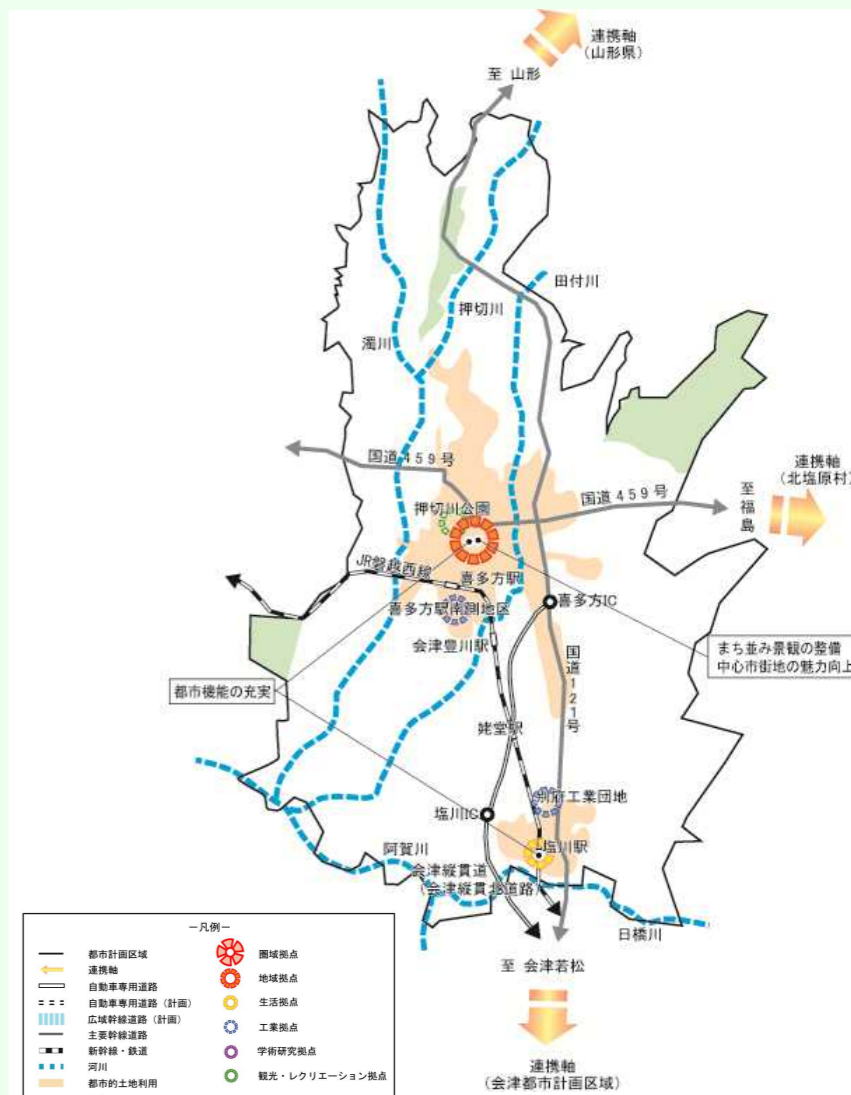 連携軸
(山形県)
至 山形
田付川
押切川
濁川
国道459号
国道459号
連携軸
(北塩原村)
至福島
押切川公園
JR磐越西線
喜多方駅
喜多方駅南側地区
喜多方IC
会津豊川駅
まち並み景観の整備
中心市街地の魅力向上
都市機能の充実
国道121号
姥堂駅
別府工業団地
塩川IC
塩川駅
阿賀川
会津縦貫道
(会津縦貫北道路)
日橋川
至 会津若松
連携軸
(会津都市計画区域)
-凡例-
都市計画区域
連携軸
自動車専用道路
自動車専用道路(計画)
広域幹線道路(計画)
主要幹線道路
新幹線・鉄道
河川
都市的土地利用
圏域拠点
地域拠点
生活拠点
工業拠点
学術研究拠点
観光・レクリエーション拠点